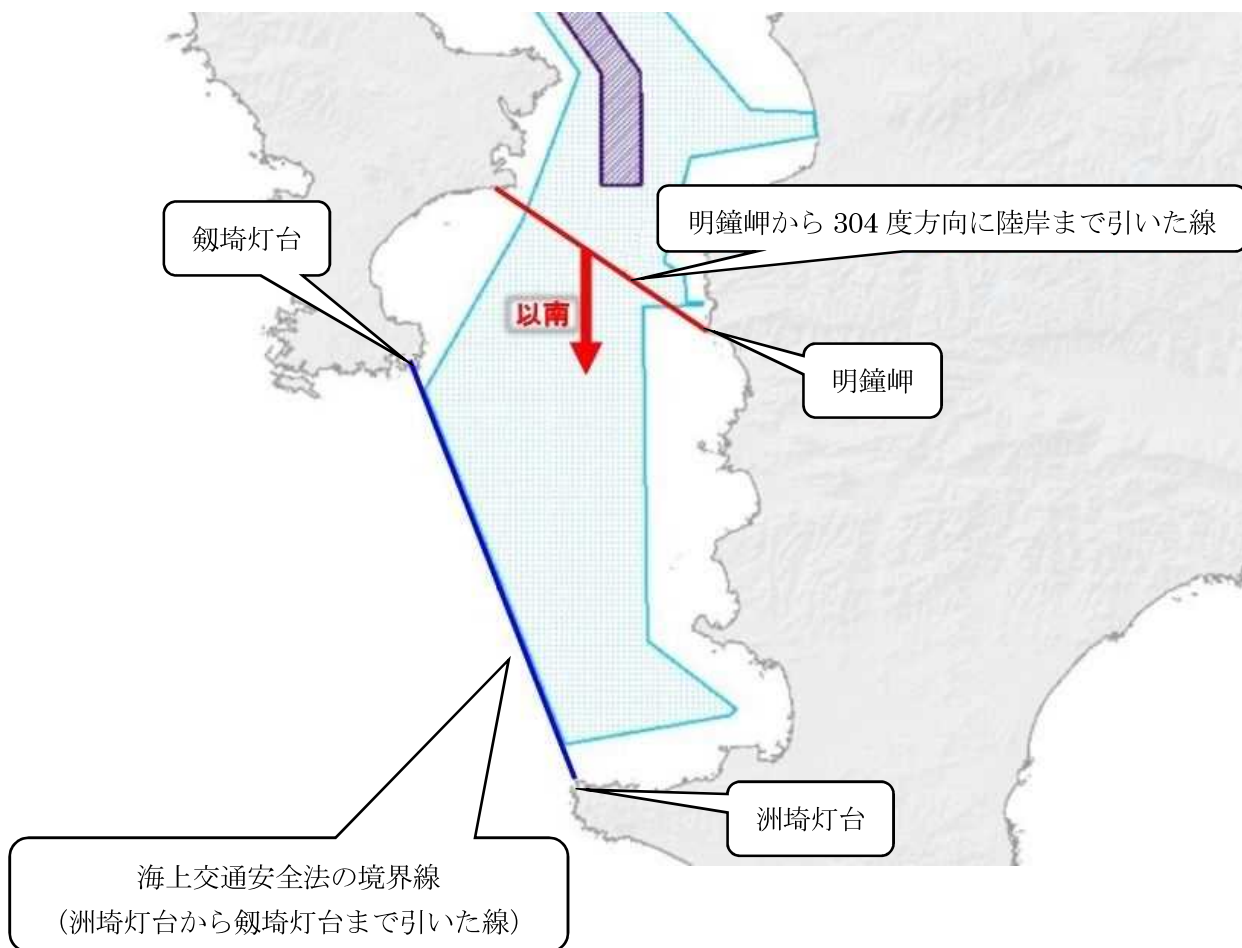 剱埼灯台
明鐘岬から 304 度方向に陸岸まで引いた線
以南
明鐘岬
洲埼灯台
海上交通安全法の境界線
（洲埼灯台から剱埼灯台まで引いた線）